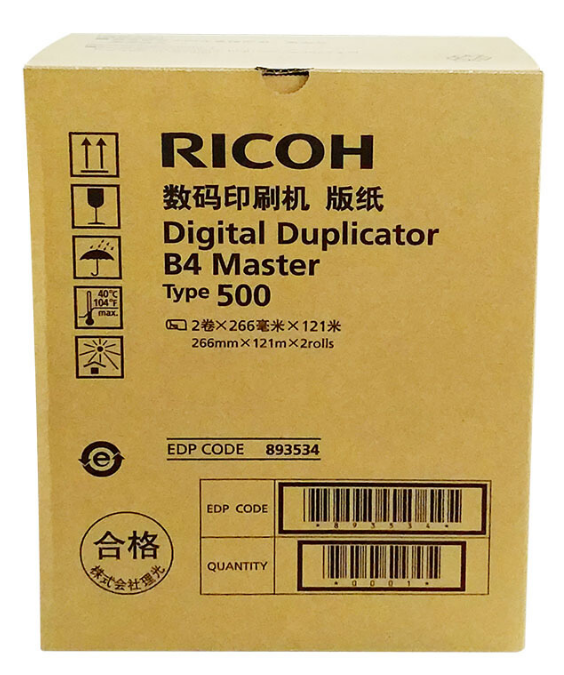 RICOH
数码印刷机 版纸
Digital Duplicator
B4 Master
Type 500
2卷×266毫米×121米
266mm×121m×2rolls
40°C
104°F
max.
e
EDP CODE 893534
EDP CODE
*893534*
QUANTITY
*0001*
合格
株式会社理光